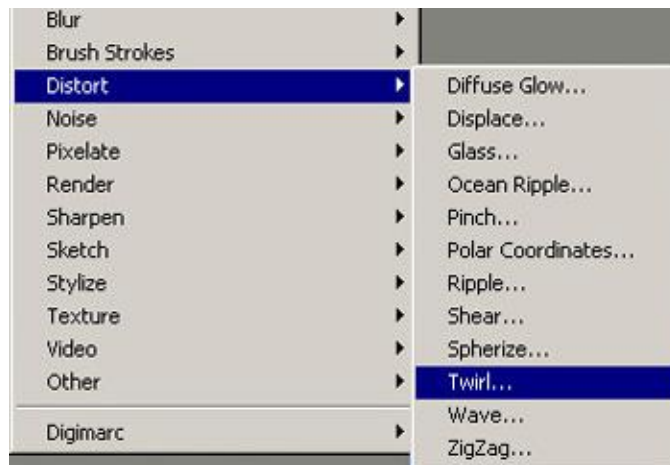 Blur
Brush Strokes
Distort
Noise
Pixelate
Render
Sharpen
Sketch
Stylize
Texture
Video
Other
Digimarc
Diffuse Glow...
Displace...
Glass...
Ocean Ripple...
Pinch...
Polar Coordinates...
Ripple...
Shear...
Spherize...
Twirl...
Wave...
ZigZag...